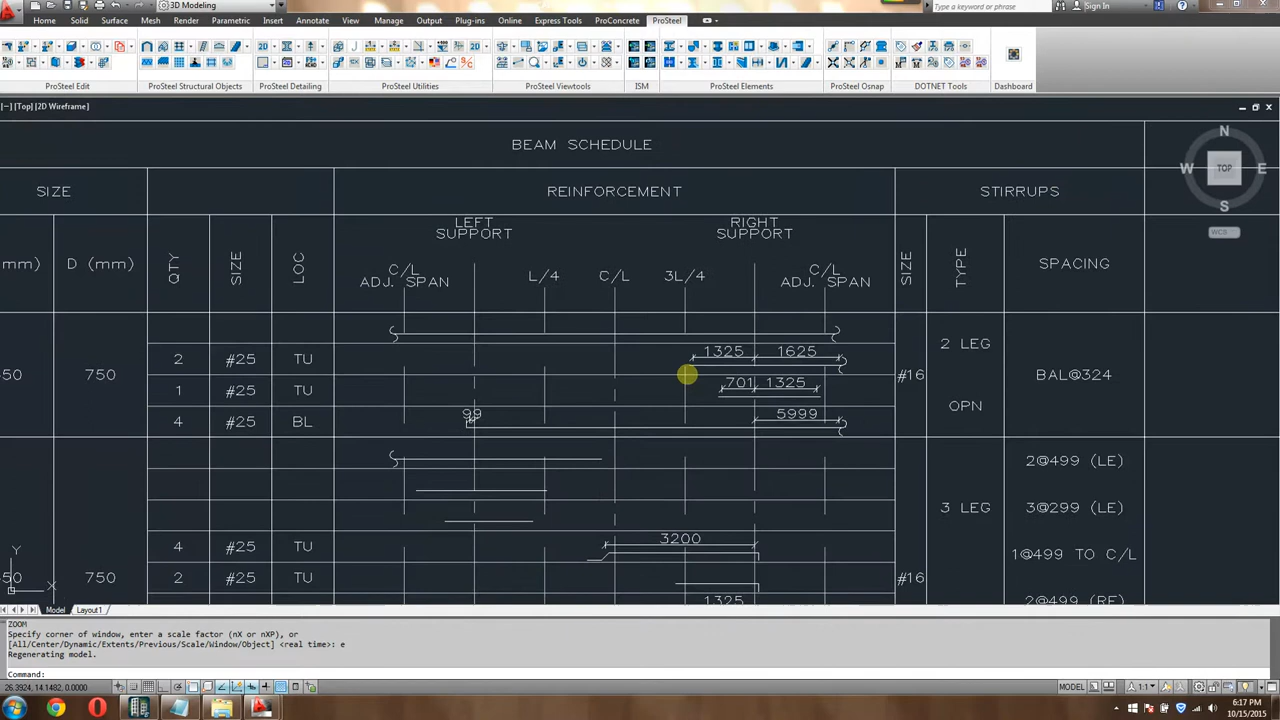 3D Modeling
Type a keyword or phrase
Sign In
Home Solid Surface Mesh Render Parametric Insert Annotate View Manage Output Plug-ins Online Express Tools ProConcrete ProSteel
ProSteel Edit ProSteel Structural Objects ProSteel Detailing ProSteel Utilities ProSteel Viewtools ISM ProSteel Elements ProSteel Osnap DOTNET Tools Dashboard
[−] [Top] [2D Wireframe]
BEAM SCHEDULE
SIZE REINFORCEMENT STIRRUPS
LEFT
SUPPORT
RIGHT
SUPPORT
mm) D (mm) QTY SIZE LOC
C/L
ADJ. SPAN
L/4 C/L 3L/4
C/L
ADJ. SPAN
SIZE TYPE SPACING
2 LEG
2 #25 TU 1325 1625
50 750 #16 BAL@324
1 #25 TU 701 1325
OPN
4 #25 BL 99 5999
2@499 (LE)
3 LEG 3@299 (LE)
4 #25 TU 3200
1@499 TO C/L
50 750 2 #25 TU #16
1325
2@499 (RE)
N
W TOP E
S
WCS
Y
X
Model Layout1
ZOOM
Specify corner of window, enter a scale factor (nX or nXP), or
[All/Center/Dynamic/Extents/Previous/Scale/Window/Object] <real time>: e
Regenerating model.
Command:
26.3924, 14.1482, 0.0000
MODEL
1:1
6:17 PM
10/15/2015